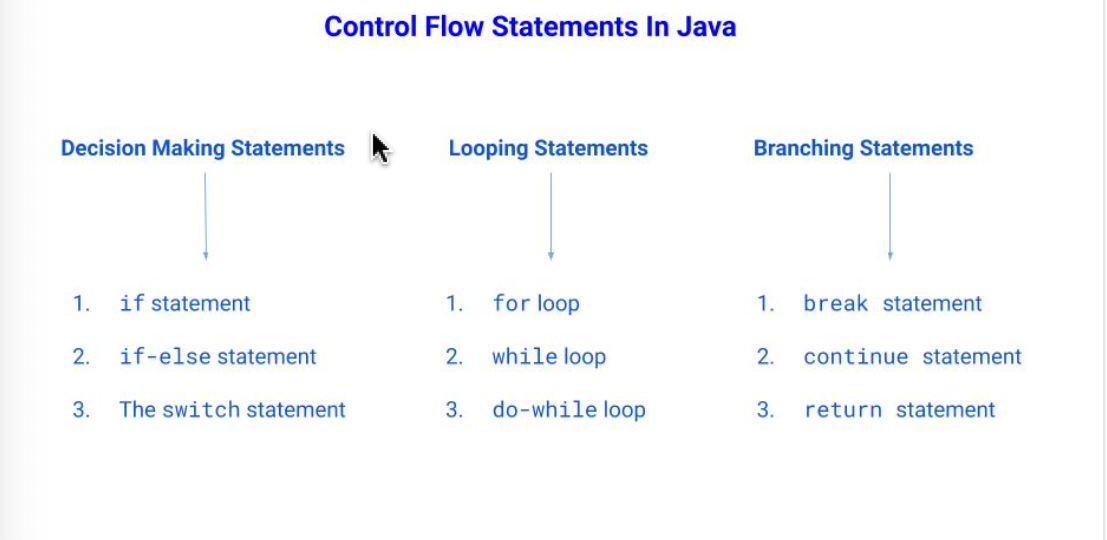 Control Flow Statements In Java
Decision Making Statements
1. if statement
2. if-else statement
3. The switch statement
Looping Statements
1. for loop
2. while loop
3. do-while loop
Branching Statements
1. break statement
2. continue statement
3. return statement